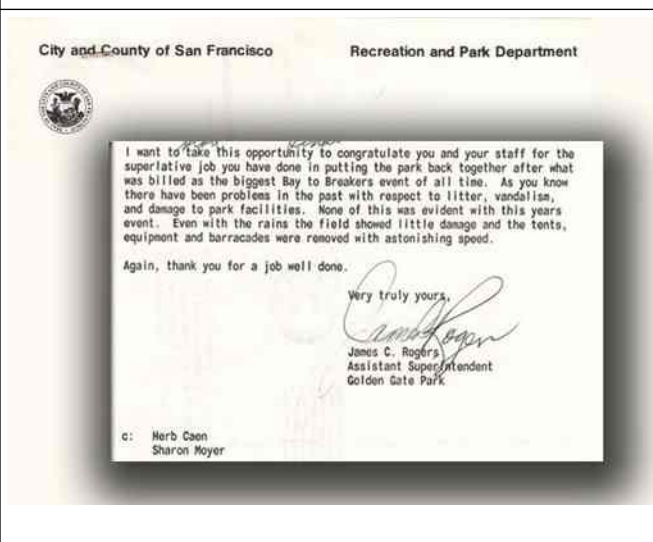 City and County of San Francisco
Recreation and Park Department
I want to take this opportunity to congratulate you and your staff for the
superlative job you have done in putting the park back together after what
was billed as the biggest Bay to Breakers event of all time. As you know
there have been problems in the past with respect to litter, vandalism,
and damage to park facilities. None of this was evident with this years
event. Even with the rains the field showed little damage and the tents,
equipment and barracades were removed with astonishing speed.
Again, thank you for a job well done.
Very truly yours,
James C. Rogers
Assistant Superintendent
Golden Gate Park
c: Herb Caen
Sharon Moyer